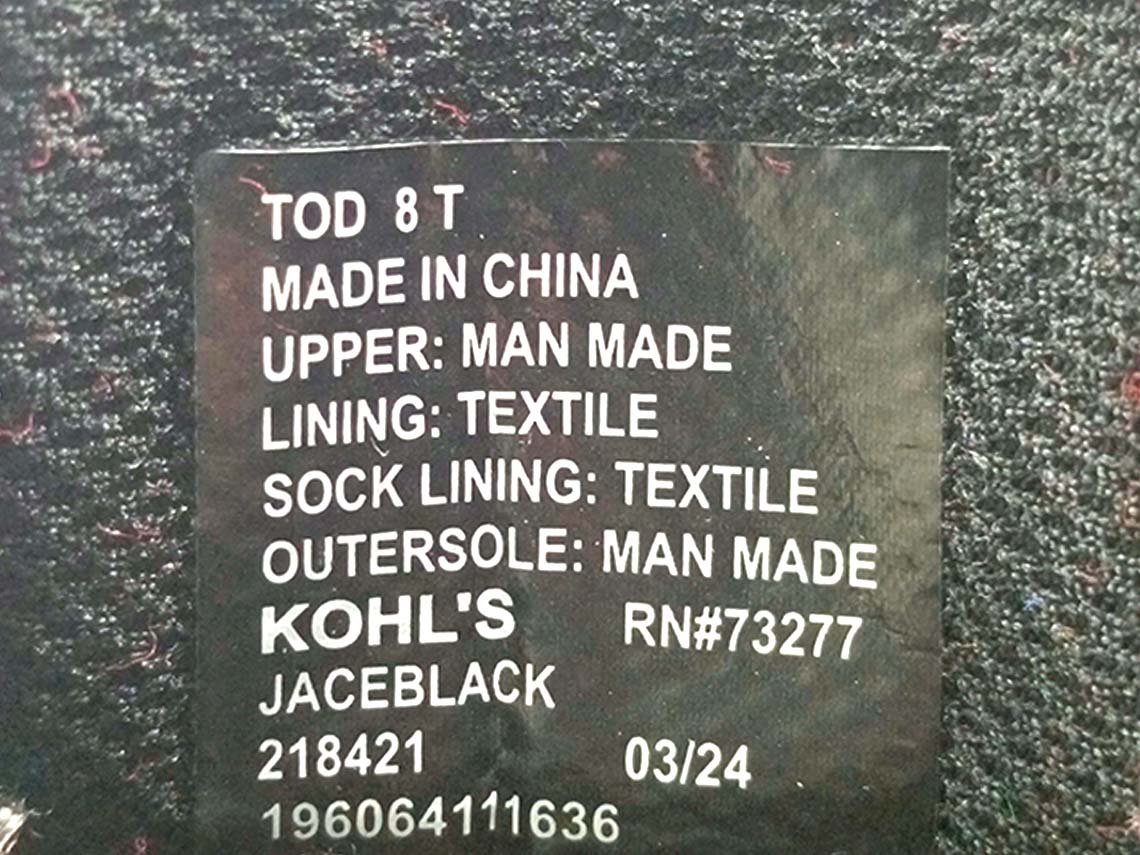 TOD 8 T
MADE IN CHINA
UPPER: MAN MADE
LINING: TEXTILE
SOCK LINING: TEXTILE
OUTERSOLE: MAN MADE
KOHL'S RN#73277
JACEBLACK
218421 03/24
196064111636